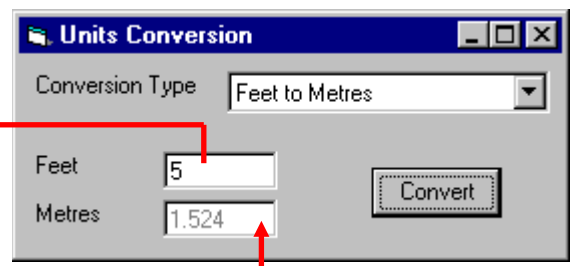 Units Conversion
Conversion Type Feet to Metres
Feet 5
Convert
Metres 1.524